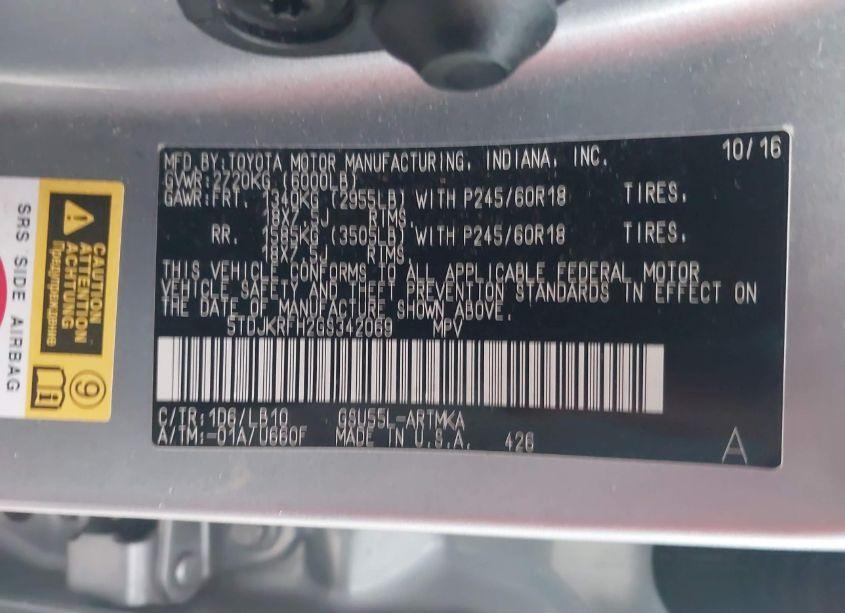 MFD.BY:TOYOTA MOTOR MANUFACTURING, INDIANA, INC. 10/16
GVWR:2720KG (6000LB)
GAWR:FRT. 1340KG (2955LB) WITH P245/60R18 TIRES,
18X7.5J RIMS,
RR. 1585KG (3505LB) WITH P245/60R18 TIRES,
18X7.5J RIMS,
THIS VEHICLE CONFORMS TO ALL APPLICABLE FEDERAL MOTOR
VEHICLE SAFETY AND THEFT PREVENTION STANDARDS IN EFFECT ON
THE DATE OF MANUFACTURE SHOWN ABOVE.
5TDJKRFH2GS342069 MPV
C/TR:1D6/LB10 GSU55L-ARTMKA
A/TM:-01A/U660F MADE IN U.S.A. 426
A
SRS SIDE AIRBAG
CAUTION
ATTENTION
ACHTUNG
Предупреждение
9